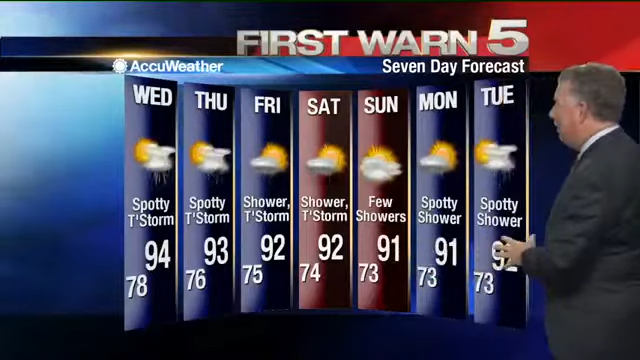 FIRST WARN 5
AccuWeather
Seven Day Forecast
WED THU FRI SAT SUN MON TUE
Spotty T'Storm
Spotty T'Storm
Shower, T'Storm
Shower, T'Storm
Few Showers
Spotty Shower
Spotty Shower
94 93 92 92 91 91 92
78 76 75 74 73 73 73